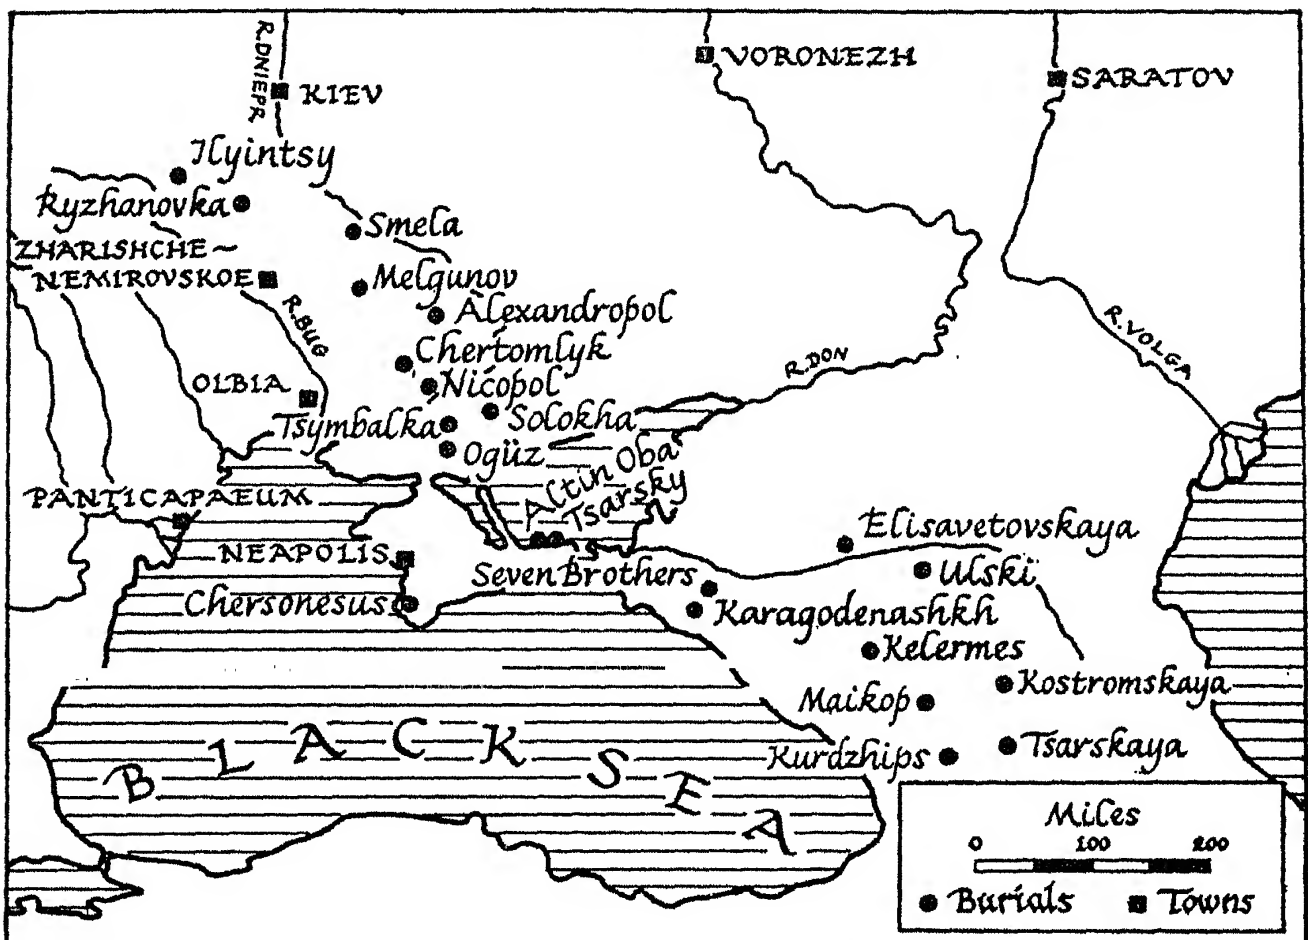 R.DNIEPR
KIEV
VORONEZH
SARATOV
Ilyintsy
Ryzhanovka
Smela
ZHARISHCHE~
NEMIROVSKOE
Melgunov
R.BUG
Alexandropol
R.VOLGA
Chertomlyk
R.DON
OLBIA
Nicopol
Tsymbalka
Solokha
Ogüz
Altin Oba
Tsarsky
PANTICAPAEUM
Elisavetovskaya
NEAPOLIS
Seven Brothers
Ulski
Chersonesus
Karagodenashkh
Kelermes
Kostromskaya
Maikop
Kurdzhips
Tsarskaya
BLACK SEA
Miles
0 100 200
Burials Towns